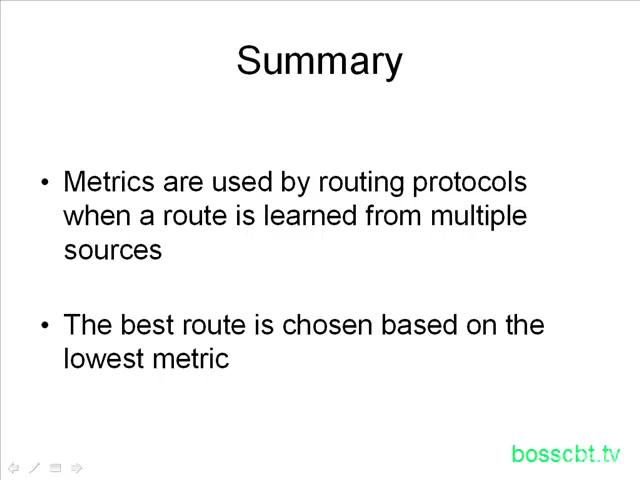 Summary
• Metrics are used by routing protocols
when a route is learned from multiple
sources
• The best route is chosen based on the
lowest metric
bosscbt.tv